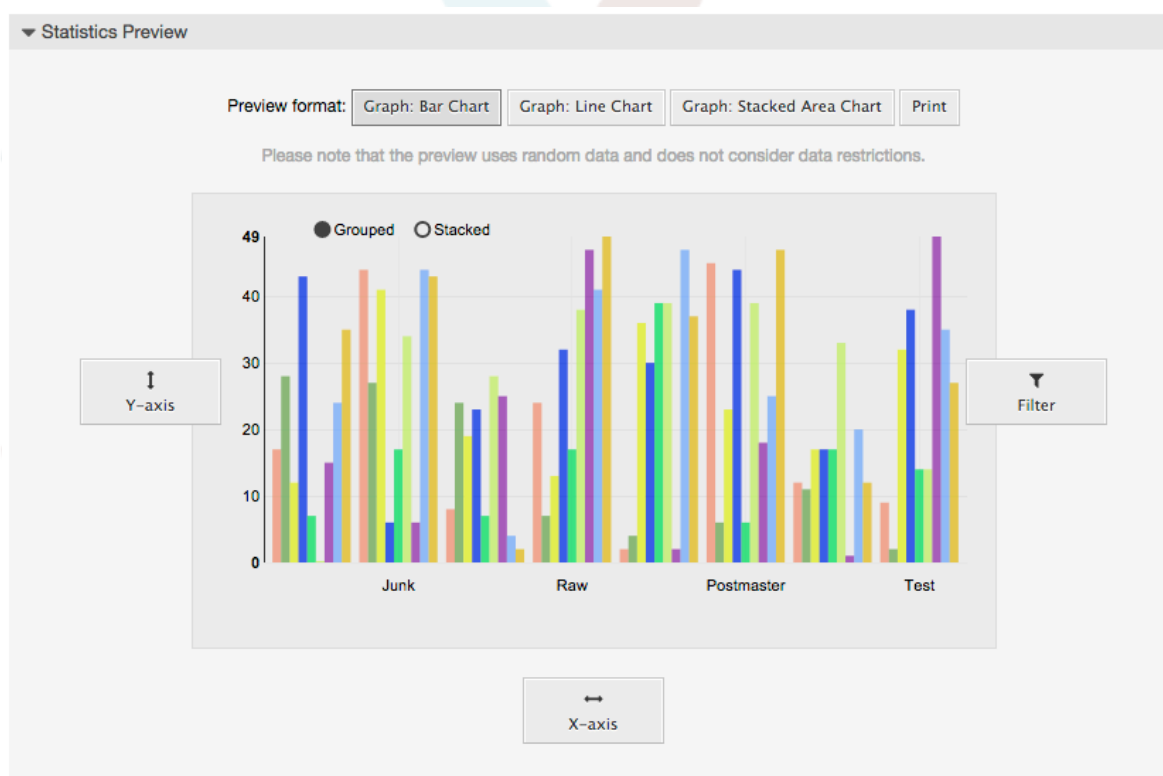 Statistics Preview
Preview format: Graph: Bar Chart Graph: Line Chart Graph: Stacked Area Chart Print
Please note that the preview uses random data and does not consider data restrictions.
Grouped Stacked
49
40
30
20
10
0
Junk Raw Postmaster Test
Y-axis
Filter
X-axis